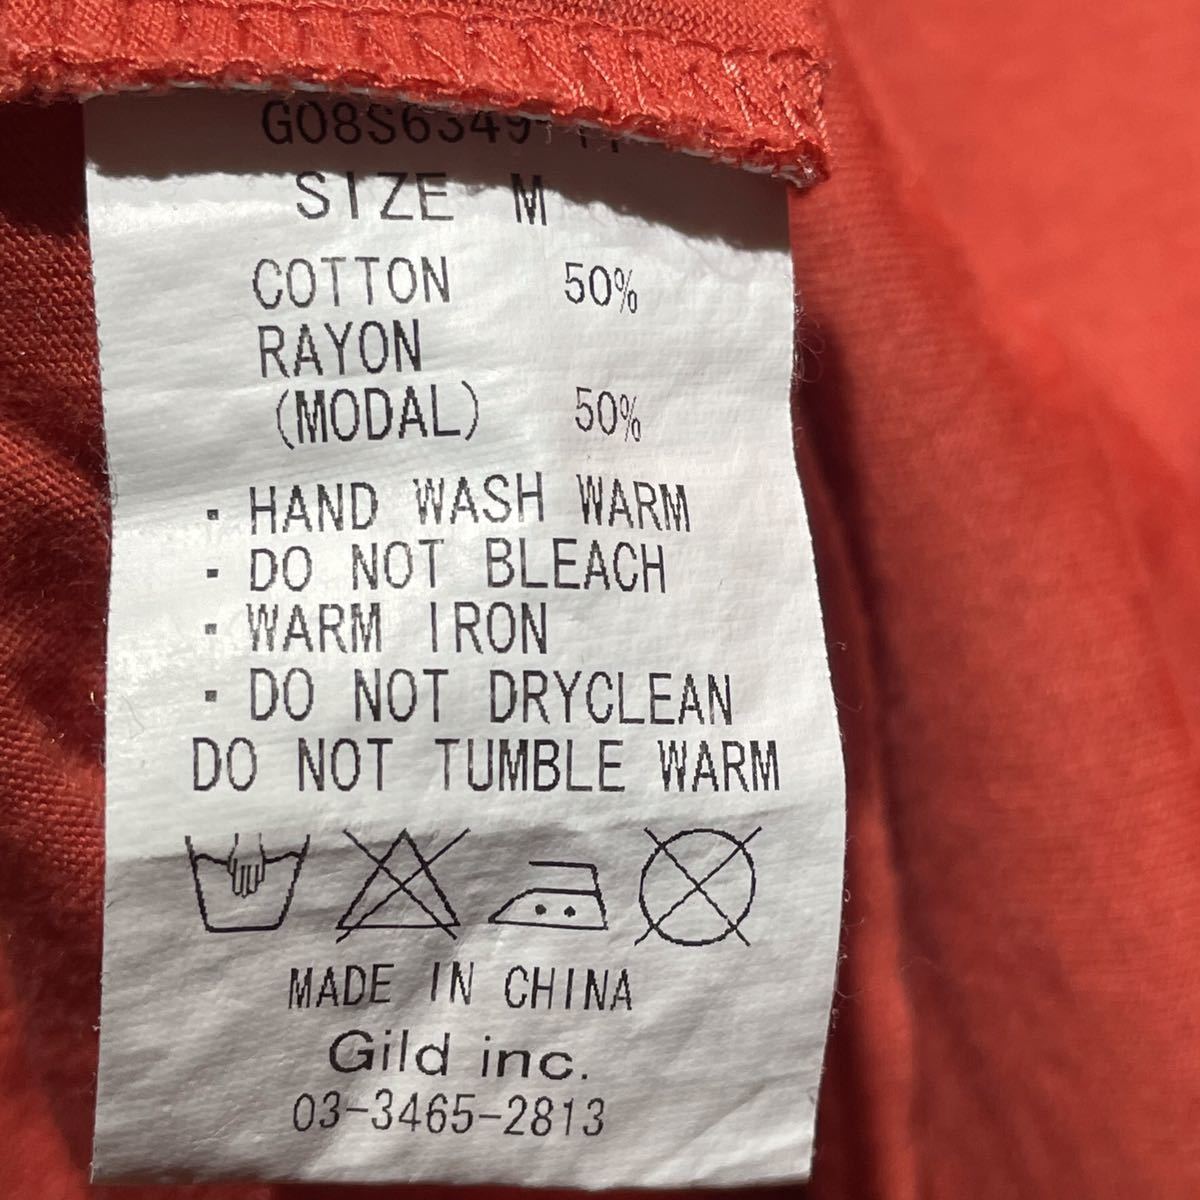 G08S6349
SIZE M
COTTON 50%
RAYON
(MODAL) 50%
・HAND WASH WARM
・DO NOT BLEACH
・WARM IRON
・DO NOT DRYCLEAN
DO NOT TUMBLE WARM
MADE IN CHINA
Gild inc.
03-3465-2813